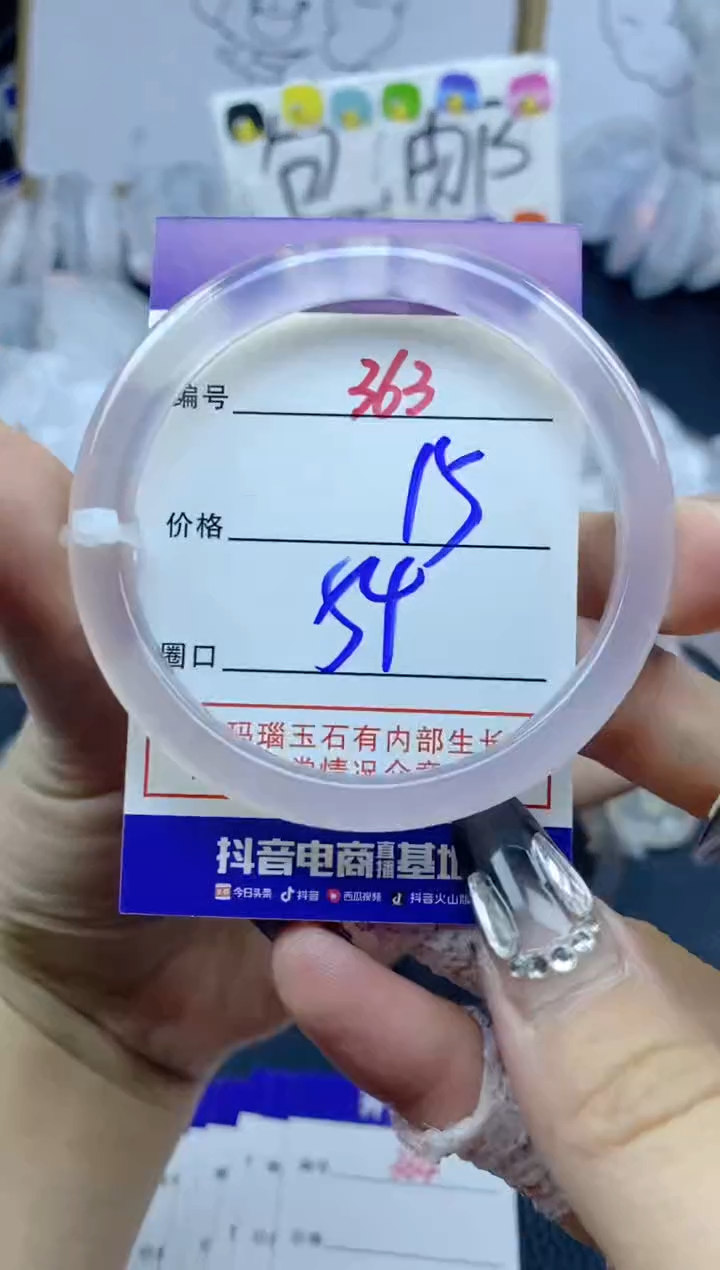 包邮
编号 363
价格 15
圈口 54
玛瑙玉石有内部生长
抖音电商直播基地
今日头条 抖音 西瓜视频 抖音火山版